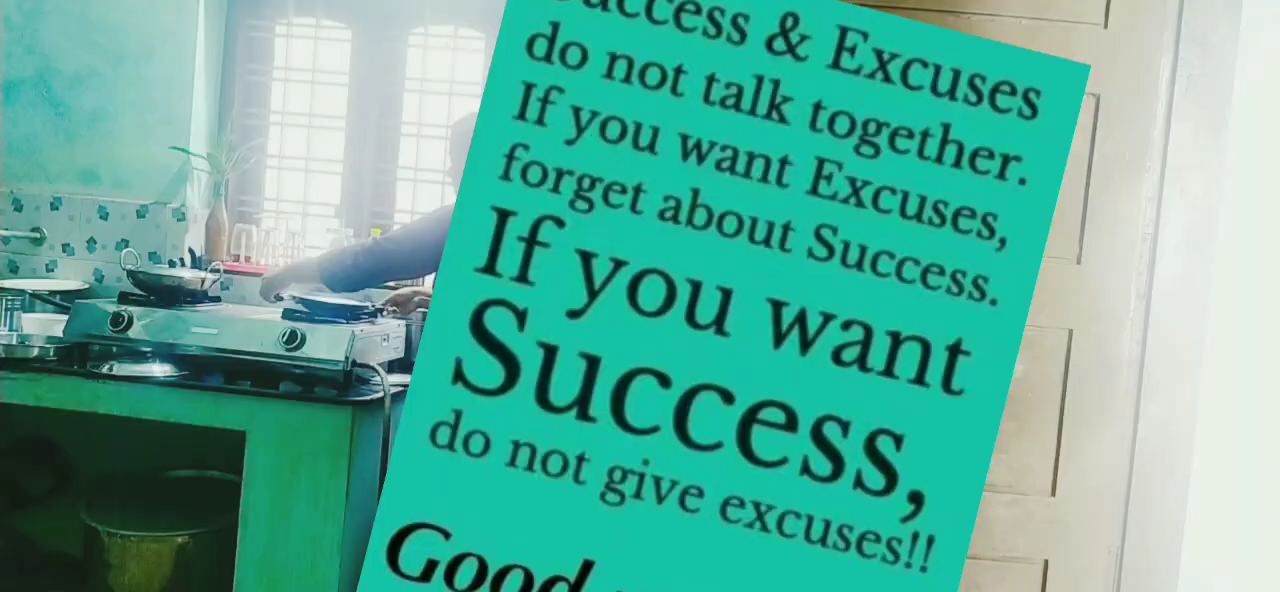 Success & Excuses
do not talk together.
If you want Excuses,
forget about Success.
If you want
Success,
do not give excuses!!
Good